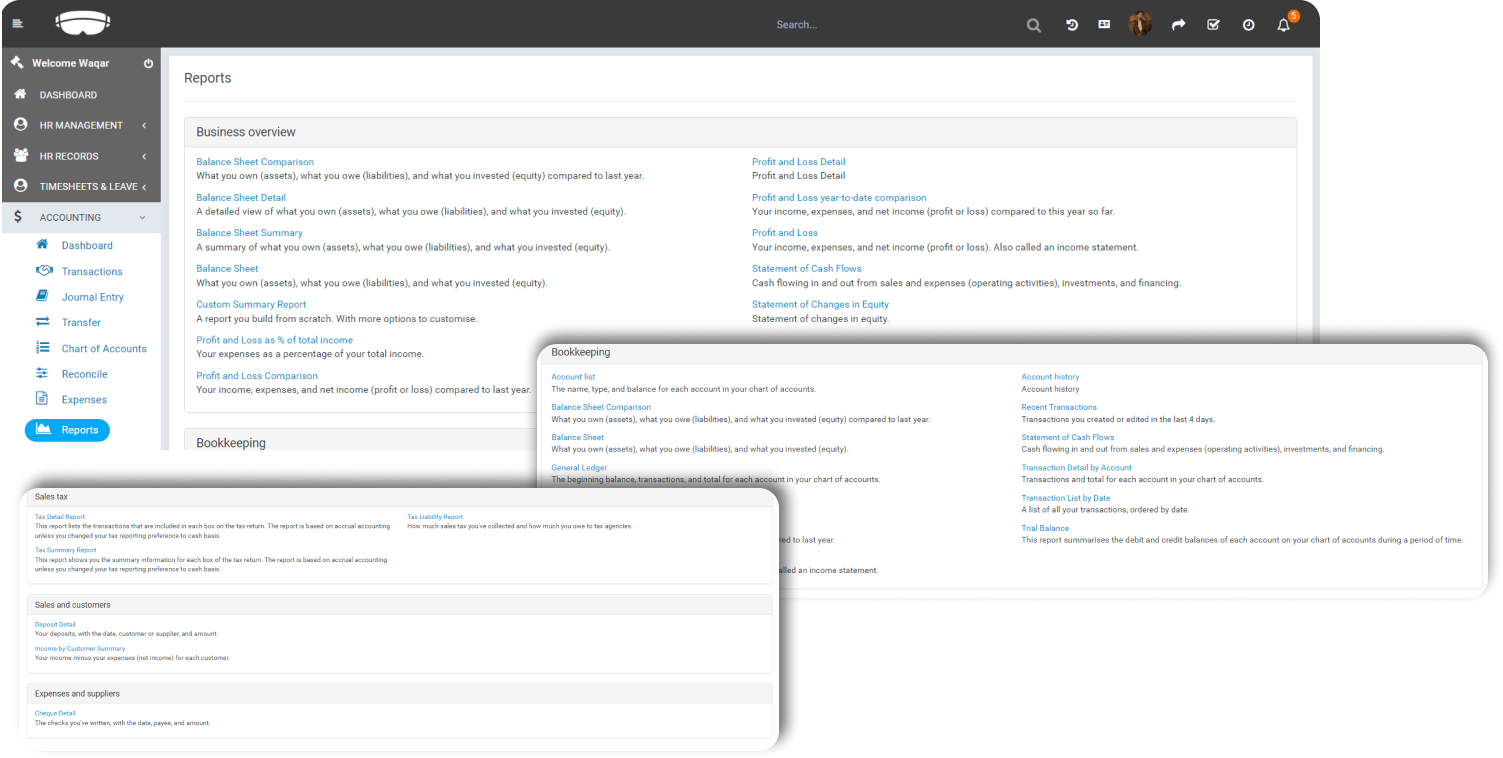 Search...
5
Welcome Waqar
DASHBOARD
HR MANAGEMENT
HR RECORDS
TIMESHEETS & LEAVE
$ ACCOUNTING
Dashboard
Transactions
Journal Entry
Transfer
Chart of Accounts
Reconcile
Expenses
Reports
Reports
Business overview
Balance Sheet Comparison
What you own (assets), what you owe (liabilities), and what you invested (equity) compared to last year.
Balance Sheet Detail
A detailed view of what you own (assets), what you owe (liabilities), and what you invested (equity).
Balance Sheet Summary
A summary of what you own (assets), what you owe (liabilities), and what you invested (equity).
Balance Sheet
What you own (assets), what you owe (liabilities), and what you invested (equity).
Custom Summary Report
A report you build from scratch. With more options to customise.
Profit and Loss as % of total income
Your expenses as a percentage of your total income.
Profit and Loss Comparison
Your income, expenses, and net income (profit or loss) compared to last year.
Profit and Loss Detail
Profit and Loss Detail
Profit and Loss year-to-date comparison
Your income, expenses, and net income (profit or loss) compared to this year so far.
Profit and Loss
Your income, expenses, and net income (profit or loss). Also called an income statement.
Statement of Cash Flows
Cash flowing in and out from sales and expenses (operating activities), investments, and financing.
Statement of Changes in Equity
Statement of changes in equity.
Bookkeeping
Bookkeeping
Account list
The name, type, and balance for each account in your chart of accounts.
Balance Sheet Comparison
What you own (assets), what you owe (liabilities), and what you invested (equity) compared to last year.
Balance Sheet
What you own (assets), what you owe (liabilities), and what you invested (equity).
General Ledger
The beginning balance, transactions, and total for each account in your chart of accounts.
red to last year.
alled an income statement.
Account history
Account history
Recent Transactions
Transactions you created or edited in the last 4 days.
Statement of Cash Flows
Cash flowing in and out from sales and expenses (operating activities), investments, and financing.
Transaction Detail by Account
Transactions and total for each account in your chart of accounts.
Transaction List by Date
A list of all your transactions, ordered by date.
Trial Balance
This report summarises the debit and credit balances of each account on your chart of accounts during a period of time.
Sales tax
Tax Detail Report
This report lists the transactions that are included in each box on the tax return. The report is based on accrual accounting
unless you changed your tax reporting preference to cash basis.
Tax Summary Report
This report shows you the summary information for each box of the tax return. The report is based on accrual accounting
unless you changed your tax reporting preference to cash basis.
Tax Liability Report
How much sales tax you've collected and how much you owe to tax agencies.
Sales and customers
Deposit Detail
Your deposits, with the date, customer or supplier, and amount.
Income by Customer Summary
Your income minus your expenses (net income) for each customer.
Expenses and suppliers
Cheque Detail
The checks you've written, with the date, payee, and amount.